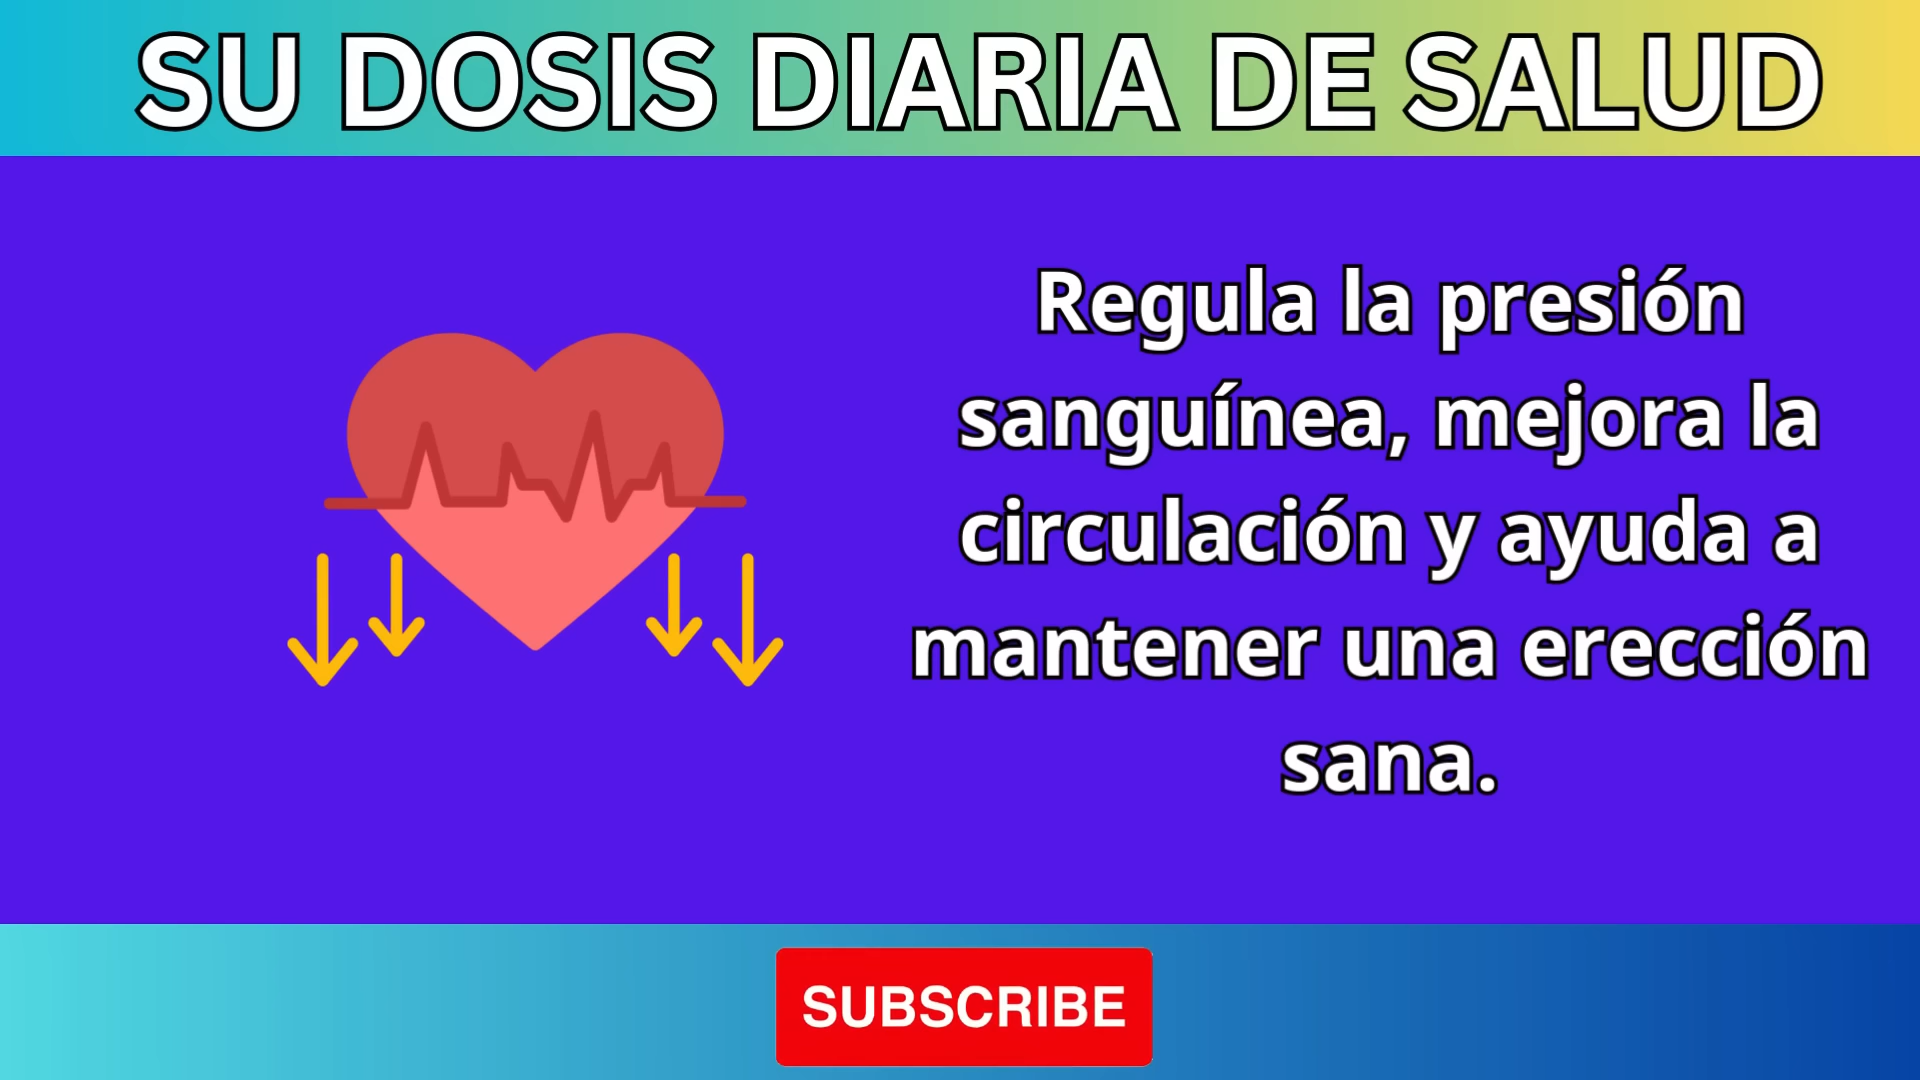 SU DOSIS DIARIA DE SALUD
Regula la presión
sanguínea, mejora la
circulación y ayuda a
mantener una erección
sana.
SUBSCRIBE